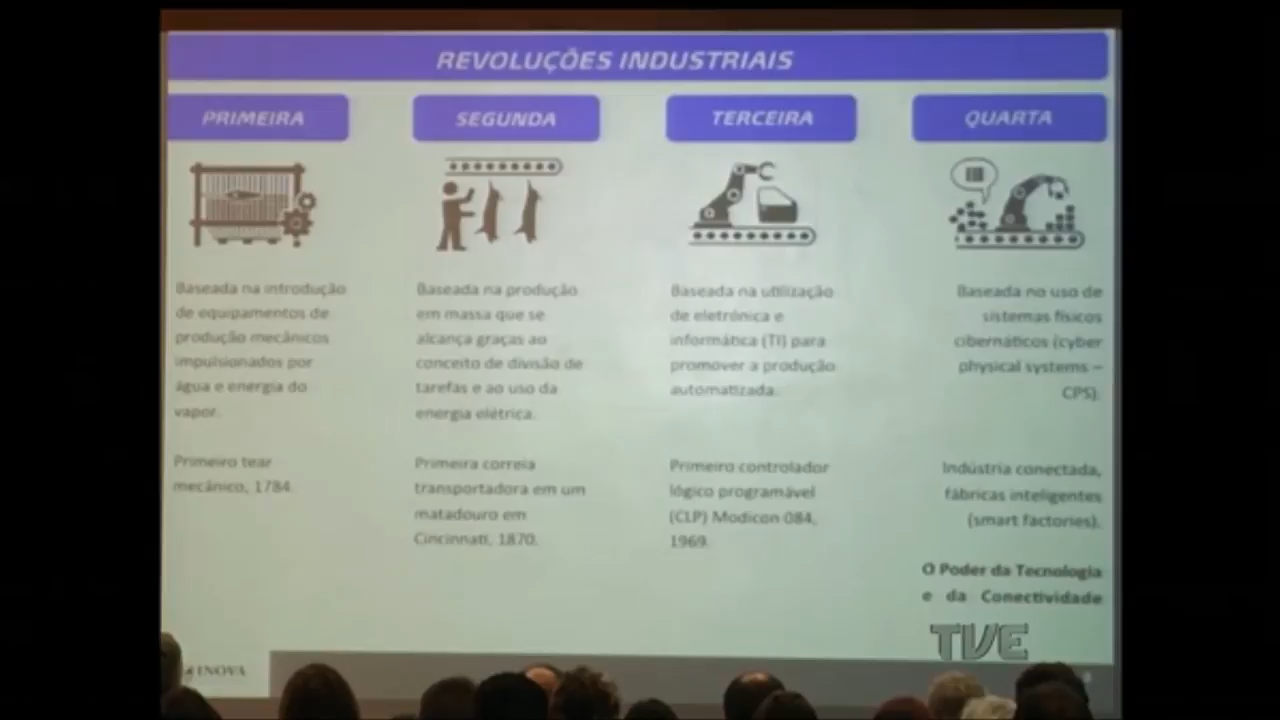 REVOLUÇÕES INDUSTRIAIS
PRIMEIRA
Baseada na introdução
de equipamentos de
produção mecânicos
impulsionados por
água e energia do
vapor.
Primeiro tear
mecânico, 1784.
SEGUNDA
Baseada na produção
em massa que se
alcança graças ao
conceito de divisão de
tarefas e ao uso da
energia elétrica.
Primeira correia
transportadora em um
matadouro em
Cincinnati, 1870.
TERCEIRA
Baseada na utilização
de eletrônica e
informática (TI) para
promover a produção
automatizada.
Primeiro controlador
lógico programável
(CLP) Modicon 084,
1969.
QUARTA
Baseada no uso de
sistemas físicos
cibernáticos (cyber
physical systems –
CPS).
Indústria conectada,
fábricas inteligentes
(smart factories).
O Poder da Tecnologia
e da Conectividade
TVE
INOVA